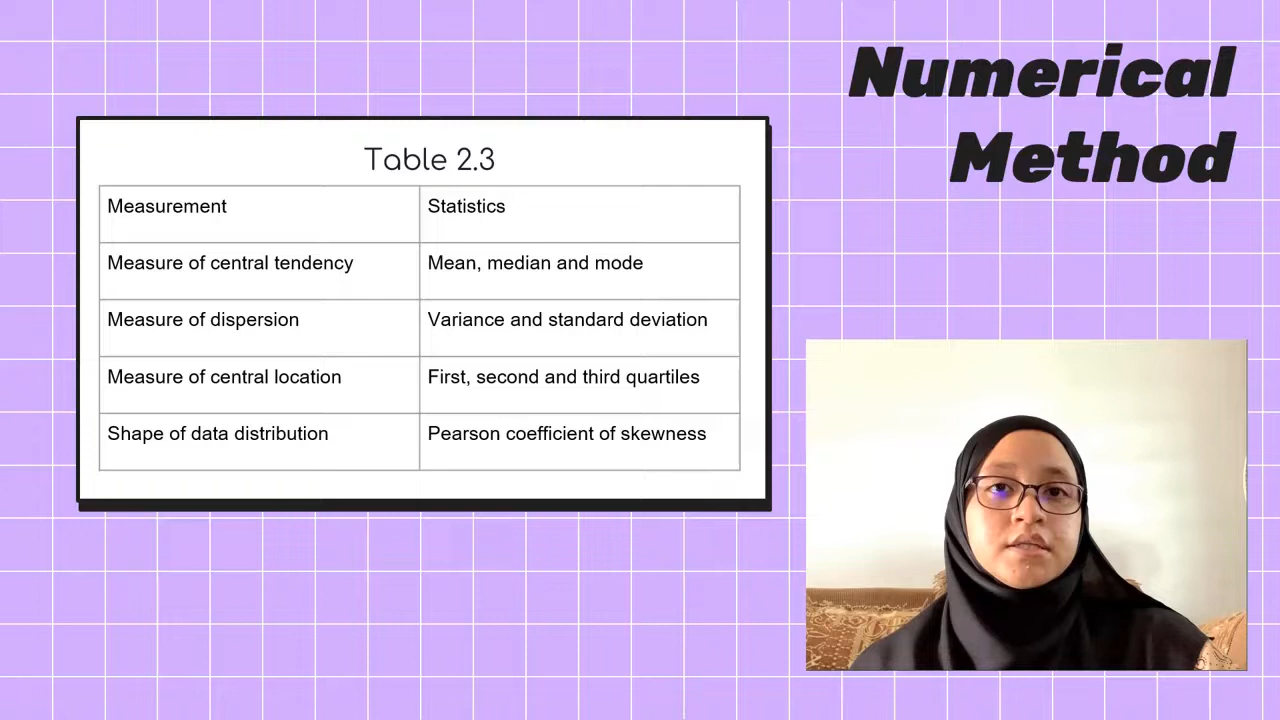 Numerical
Method
Table 2.3
Measurement Statistics
Measure of central tendency Mean, median and mode
Measure of dispersion Variance and standard deviation
Measure of central location First, second and third quartiles
Shape of data distribution Pearson coefficient of skewness